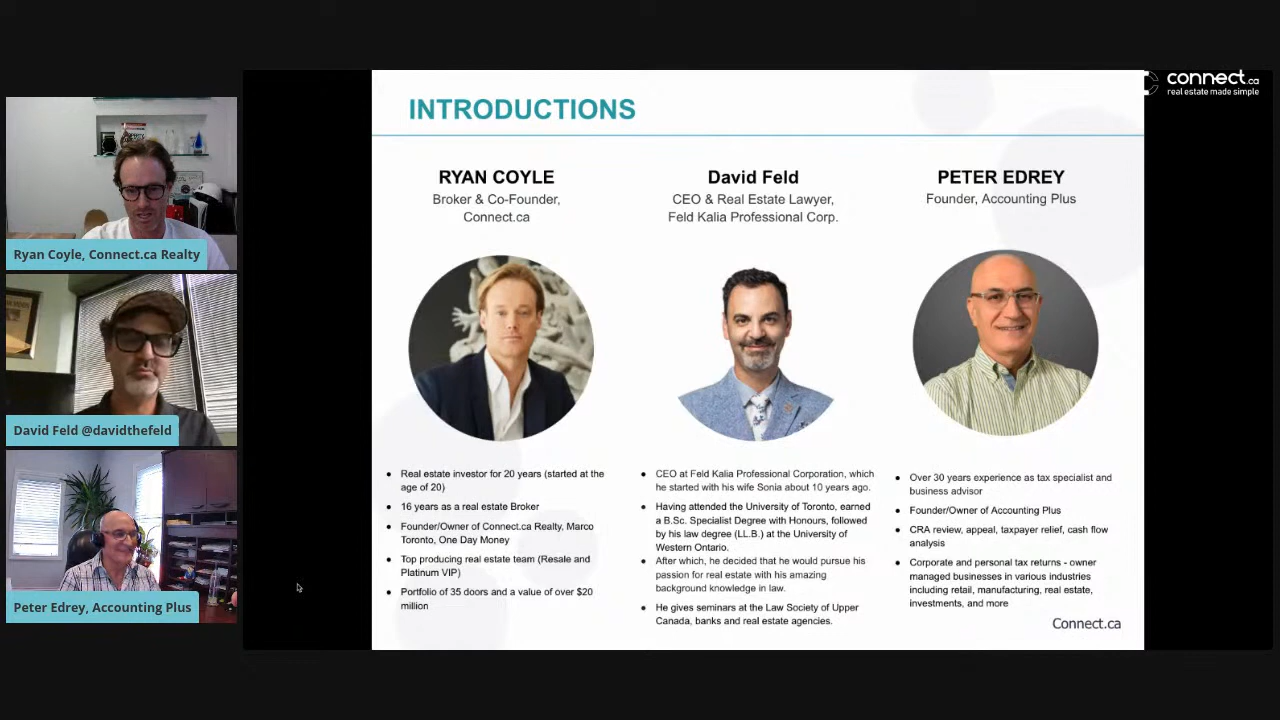 connect.ca
real estate made simple
INTRODUCTIONS
RYAN COYLE
Broker & Co-Founder,
Connect.ca
David Feld
CEO & Real Estate Lawyer,
Feld Kalia Professional Corp.
PETER EDREY
Founder, Accounting Plus
Ryan Coyle, Connect.ca Realty
David Feld @davidthefeld
Peter Edrey, Accounting Plus
● Real estate investor for 20 years (started at the
age of 20)
● 16 years as a real estate Broker
● Founder/Owner of Connect.ca Realty, Marco
Toronto, One Day Money
● Top producing real estate team (Resale and
Platinum VIP)
● Portfolio of 35 doors and a value of over $20
million
● CEO at Feld Kalia Professional Corporation, which
he started with his wife Sonia about 10 years ago.
● Having attended the University of Toronto, earned
a B.Sc. Specialist Degree with Honours, followed
by his law degree (LL.B.) at the University of
Western Ontario.
● After which, he decided that he would pursue his
passion for real estate with his amazing
background knowledge in law.
● He gives seminars at the Law Society of Upper
Canada, banks and real estate agencies.
● Over 30 years experience as tax specialist and
business advisor
● Founder/Owner of Accounting Plus
● CRA review, appeal, taxpayer relief, cash flow
analysis
● Corporate and personal tax returns - owner
managed businesses in various industries
including retail, manufacturing, real estate,
investments, and more
Connect.ca